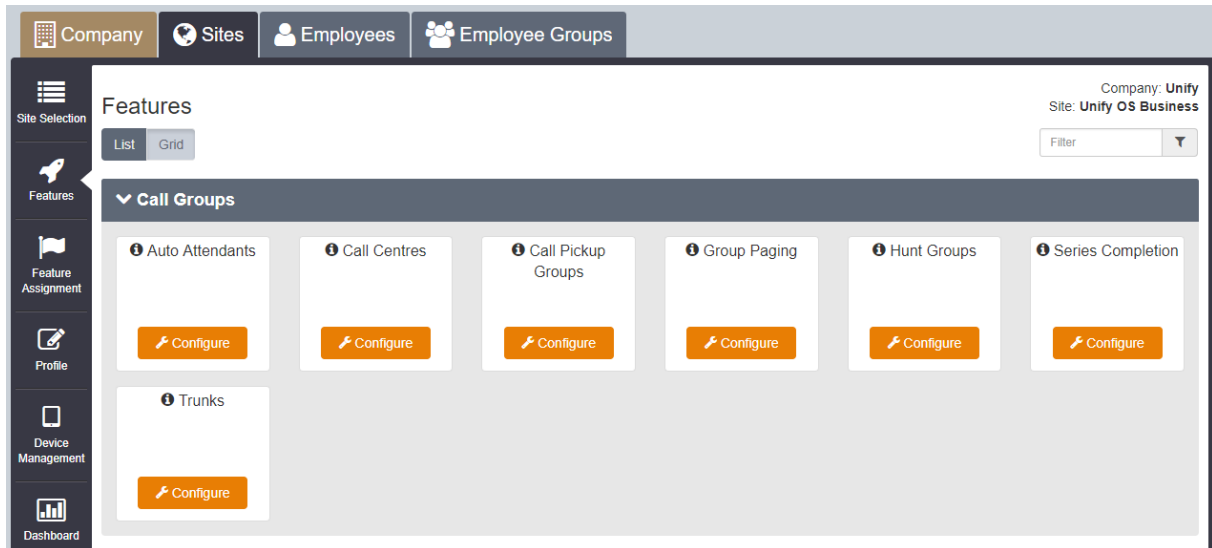 Company
Sites
Employees
Employee Groups
Site Selection
Features
Feature
Assignment
Profile
Device
Management
Dashboard
Features
Company: Unify
Site: Unify OS Business
List
Grid
Filter
Call Groups
Auto Attendants
Call Centres
Call Pickup
Groups
Group Paging
Hunt Groups
Series Completion
Configure
Configure
Configure
Configure
Configure
Configure
Trunks
Configure